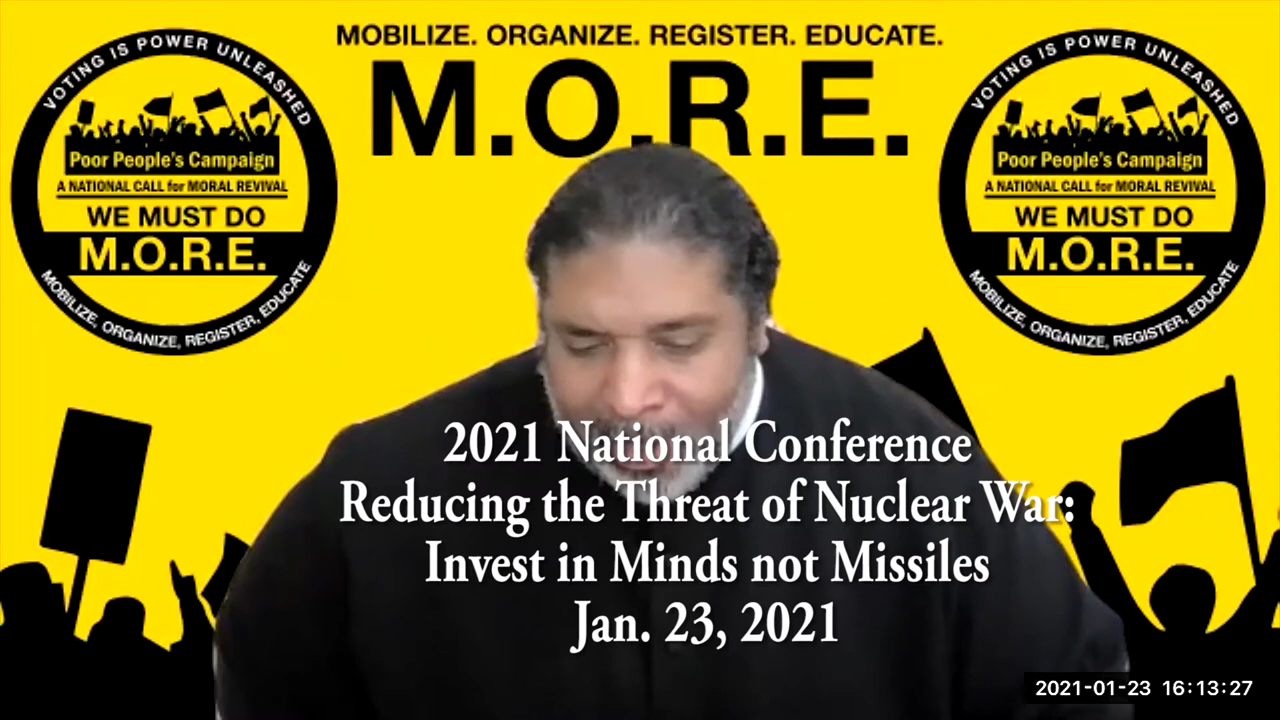 MOBILIZE. ORGANIZE. REGISTER. EDUCATE.
M.O.R.E.
VOTING IS POWER UNLEASHED
Poor People's Campaign
A NATIONAL CALL for MORAL REVIVAL
WE MUST DO
M.O.R.E.
MOBILIZE, ORGANIZE, REGISTER, EDUCATE
VOTING IS POWER UNLEASHED
Poor People's Campaign
A NATIONAL CALL for MORAL REVIVAL
WE MUST DO
M.O.R.E.
MOBILIZE, ORGANIZE, REGISTER, EDUCATE
2021 National Conference
Reducing the Threat of Nuclear War:
Invest in Minds not Missiles
Jan. 23, 2021
2021-01-23 16:13:27